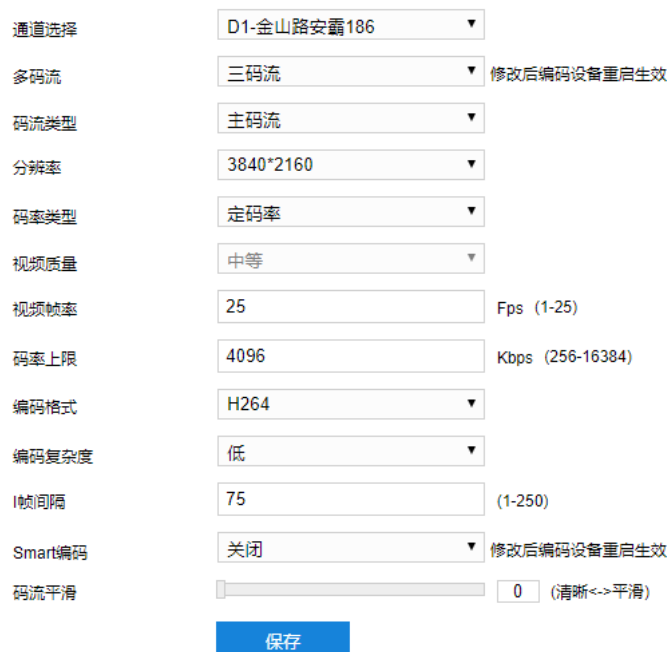 通道选择 D1-金山路安霸186
多码流 三码流 修改后编码设备重启生效
码流类型 主码流
分辨率 3840*2160
码率类型 定码率
视频质量 中等
视频帧率 25 Fps (1-25)
码率上限 4096 Kbps (256-16384)
编码格式 H264
编码复杂度 低
I帧间隔 75 (1-250)
Smart编码 关闭 修改后编码设备重启生效
码流平滑 0 (清晰<->平滑)
保存